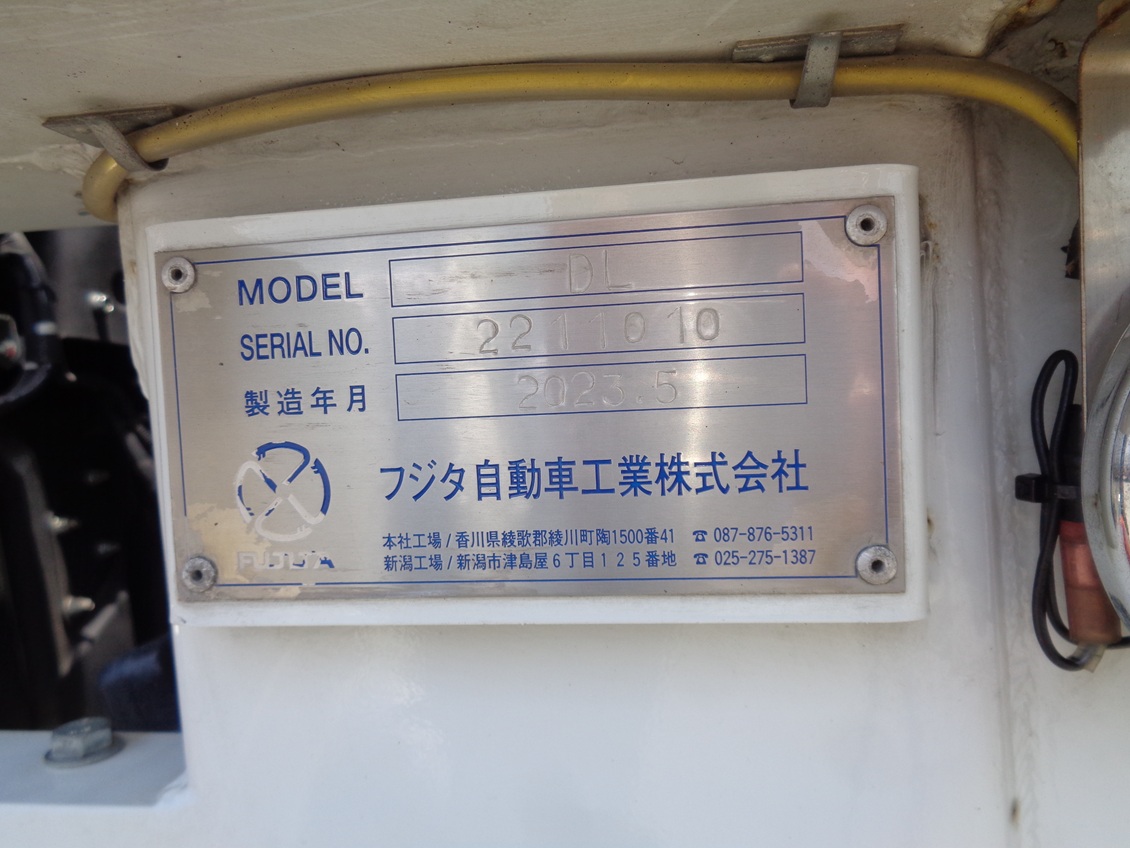 MODEL DL
SERIAL NO. 2211010
製造年月 2023.5
フジタ自動車工業株式会社
FUJITA
本社工場/香川県綾歌郡綾川町陶1500番41 ☎ 087-876-5311
新潟工場/新潟市津島屋6丁目125番地 ☎ 025-275-1387